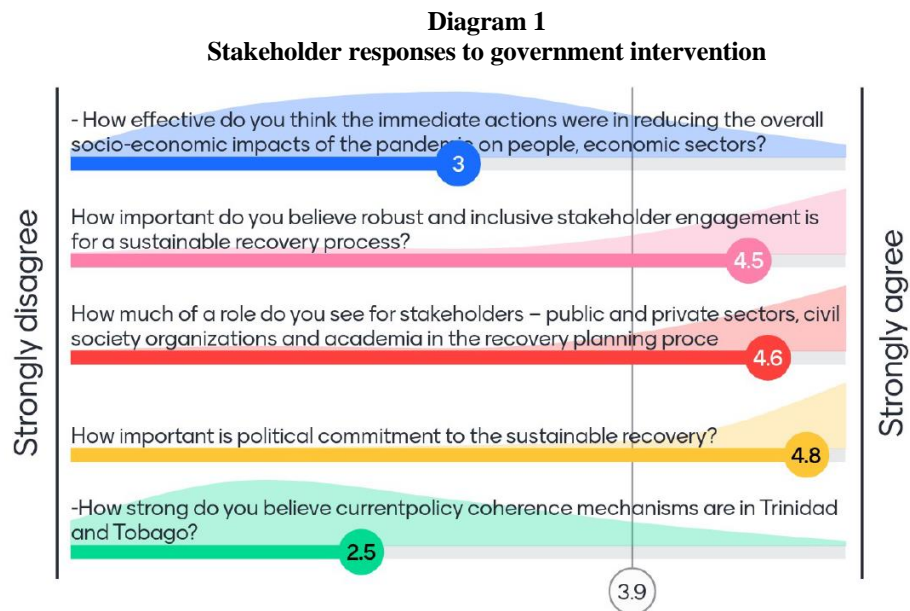 Diagram 1
Stakeholder responses to government intervention
- How effective do you think the immediate actions were in reducing the overall
socio-economic impacts of the pandemic on people, economic sectors?
3
How important do you believe robust and inclusive stakeholder engagement is
for a sustainable recovery process?
4.5
How much of a role do you see for stakeholders – public and private sectors, civil
society organizations and academia in the recovery planning proce
4.6
How important is political commitment to the sustainable recovery?
4.8
-How strong do you believe currentpolicy coherence mechanisms are in Trinidad
and Tobago?
2.5
3.9
Strongly disagree
Strongly agree